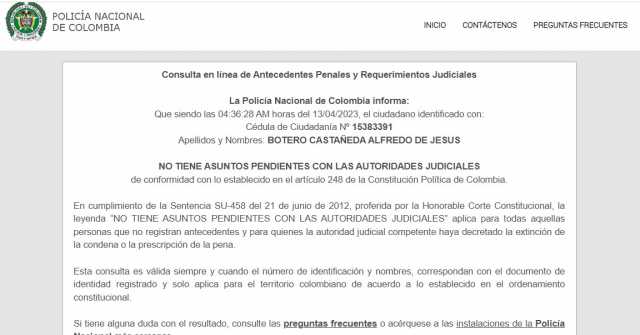 POLICÍA NACIONAL
DE COLOMBIA
INICIO CONTÁCTENOS PREGUNTAS FRECUENTES
Consulta en línea de Antecedentes Penales y Requerimientos Judiciales
La Policía Nacional de Colombia informa:
Que siendo las 04:36:28 AM horas del 13/04/2023, el ciudadano identificado con:
Cédula de Ciudadanía Nº 15383391
Apellidos y Nombres: BOTERO CASTAÑEDA ALFREDO DE JESUS
NO TIENE ASUNTOS PENDIENTES CON LAS AUTORIDADES JUDICIALES
de conformidad con lo establecido en el artículo 248 de la Constitución Política de Colombia.
En cumplimiento de la Sentencia SU-458 del 21 de junio de 2012, proferida por la Honorable Corte Constitucional, la
leyenda “NO TIENE ASUNTOS PENDIENTES CON LAS AUTORIDADES JUDICIALES” aplica para todas aquellas
personas que no registran antecedentes y para quienes la autoridad judicial competente haya decretado la extinción de
la condena o la prescripción de la pena.
Esta consulta es válida siempre y cuando el número de identificación y nombres, correspondan con el documento de
identidad registrado y solo aplica para el territorio colombiano de acuerdo a lo establecido en el ordenamiento
constitucional.
Si tiene alguna duda con el resultado, consulte las preguntas frecuentes o acérquese a las instalaciones de la Policía